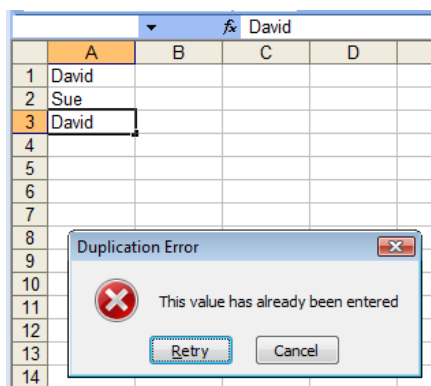 fx David
A B C D
1 David
2 Sue
3 David
4
5
6
7
8
9
10
11
12
13
14
Duplication Error
This value has already been entered
Retry Cancel